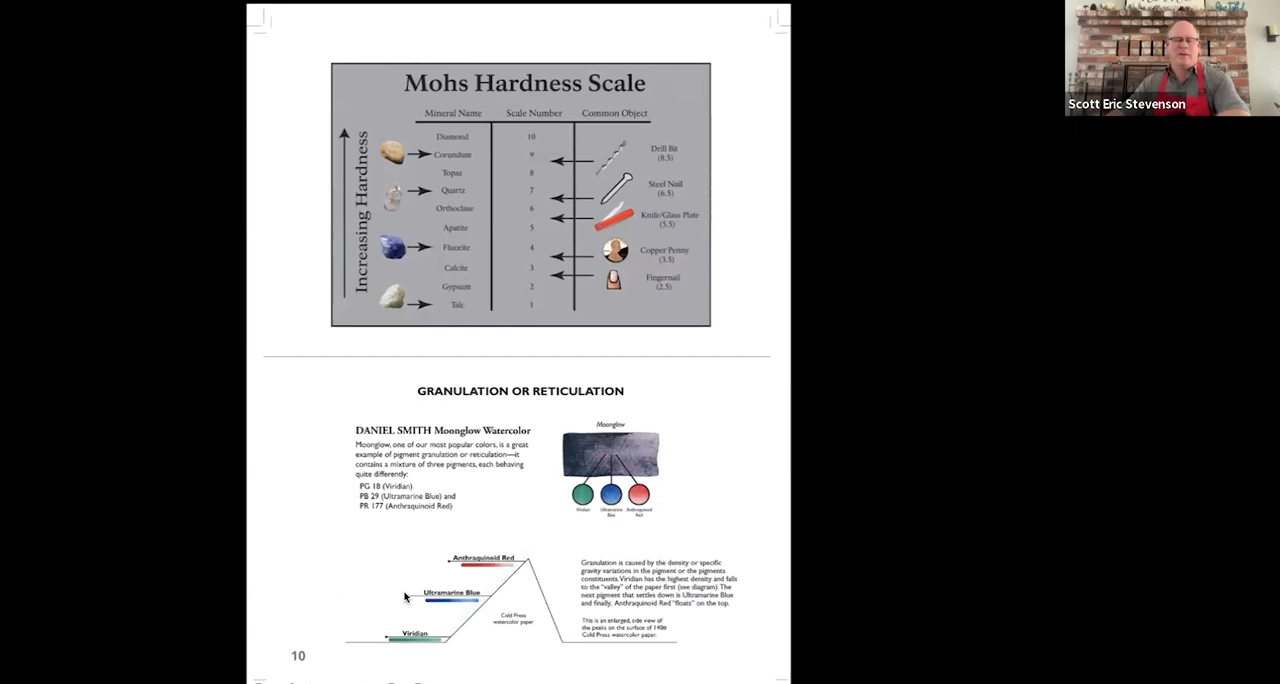 Mohs Hardness Scale
Mineral Name Scale Number Common Object
Increasing Hardness
Diamond 10
Corundum 9
Topaz 8
Quartz 7
Orthoclase 6
Apatite 5
Fluorite 4
Calcite 3
Gypsum 2
Talc 1
Drill Bit
(8.5)
Steel Nail
(6.5)
Knife/Glass Plate
(5.5)
Copper Penny
(3.5)
Fingernail
(2.5)
Scott Eric Stevenson
GRANULATION OR RETICULATION
DANIEL SMITH Moonglow Watercolor
Moonglow, one of our most popular colors, is a great
example of pigment granulation or reticulation—it
contains a mixture of three pigments, each behaving
quite differently:
PG 18 (Viridian)
PB 29 (Ultramarine Blue) and
PR 177 (Anthraquinoid Red)
Moonglow
Viridian
Ultramarine
Blue
Anthraquinoid
Red
Anthraquinoid Red
Ultramarine Blue
Viridian
Cold Press
watercolor paper
Granulation is caused by the density or specific
gravity variations in the pigment or the pigments
constituents. Viridian has the highest density and falls
to the "valley" of the paper first (see diagram). The
next pigment that settles down is Ultramarine Blue
and finally, Anthraquinoid Red "floats" on the top.
This is an enlarged, side view of
the peaks on the surface of 140lb
Cold Press watercolor paper.
10